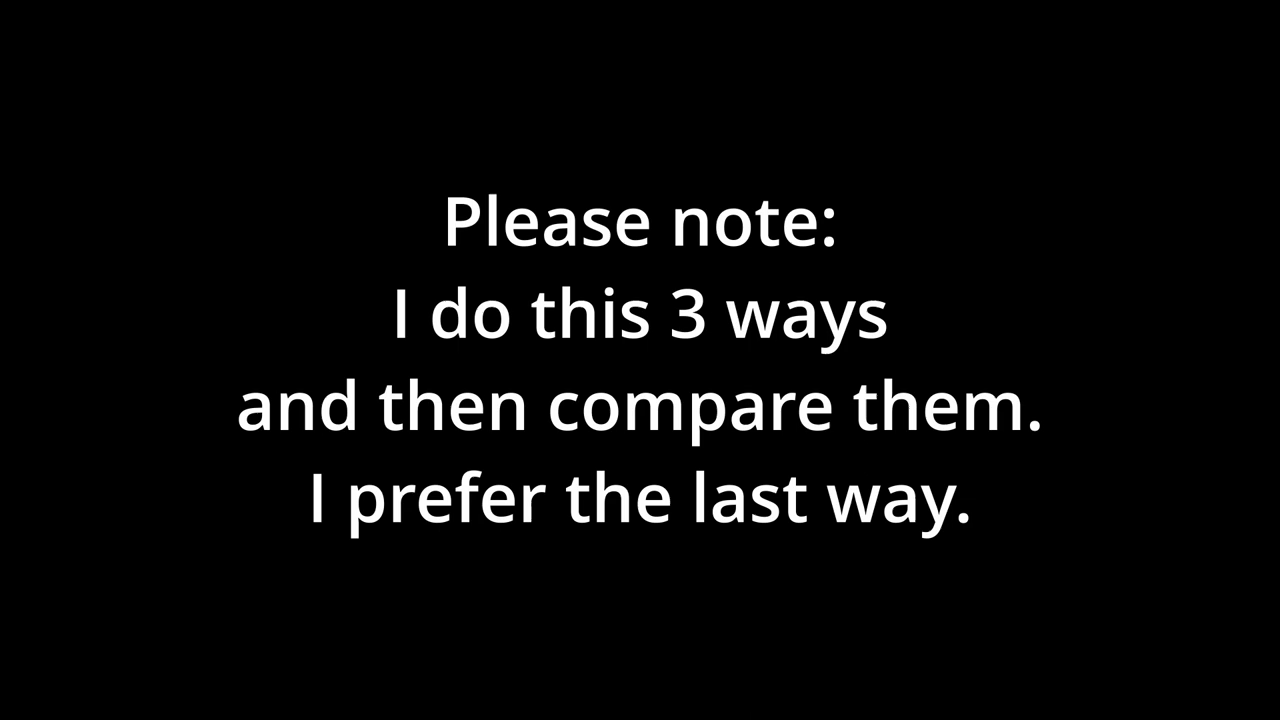 Please note:
I do this 3 ways
and then compare them.
I prefer the last way.